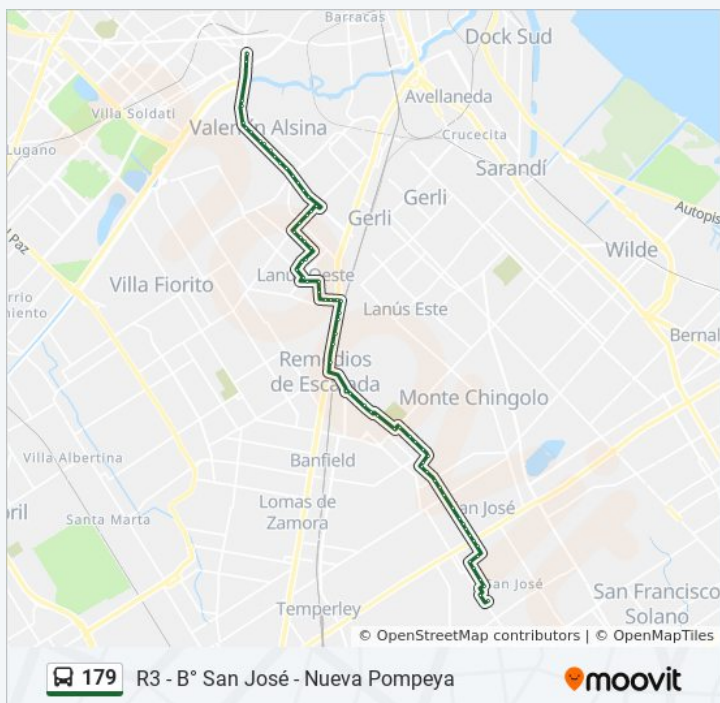 Barracas
Dock Sud
Villa Soldati
Avellaneda
Valentín Alsina
Crucecita
Lugano
Sarandí
Gerli
Gerli
Autopis
l Paz
Wilde
Villa Fiorito
Lanús Oeste
rrio
miento
Lanús Este
Bernal
Remedios
de Escalada
Monte Chingolo
Villa Albertina
Banfield
Lomas de
Zamora
San José
ril
Santa Marta
San José
San Francisco
Solano
Temperley
© OpenStreetMap contributors | © OpenMapTiles
179 R3 - B° San José - Nueva Pompeya
moovit